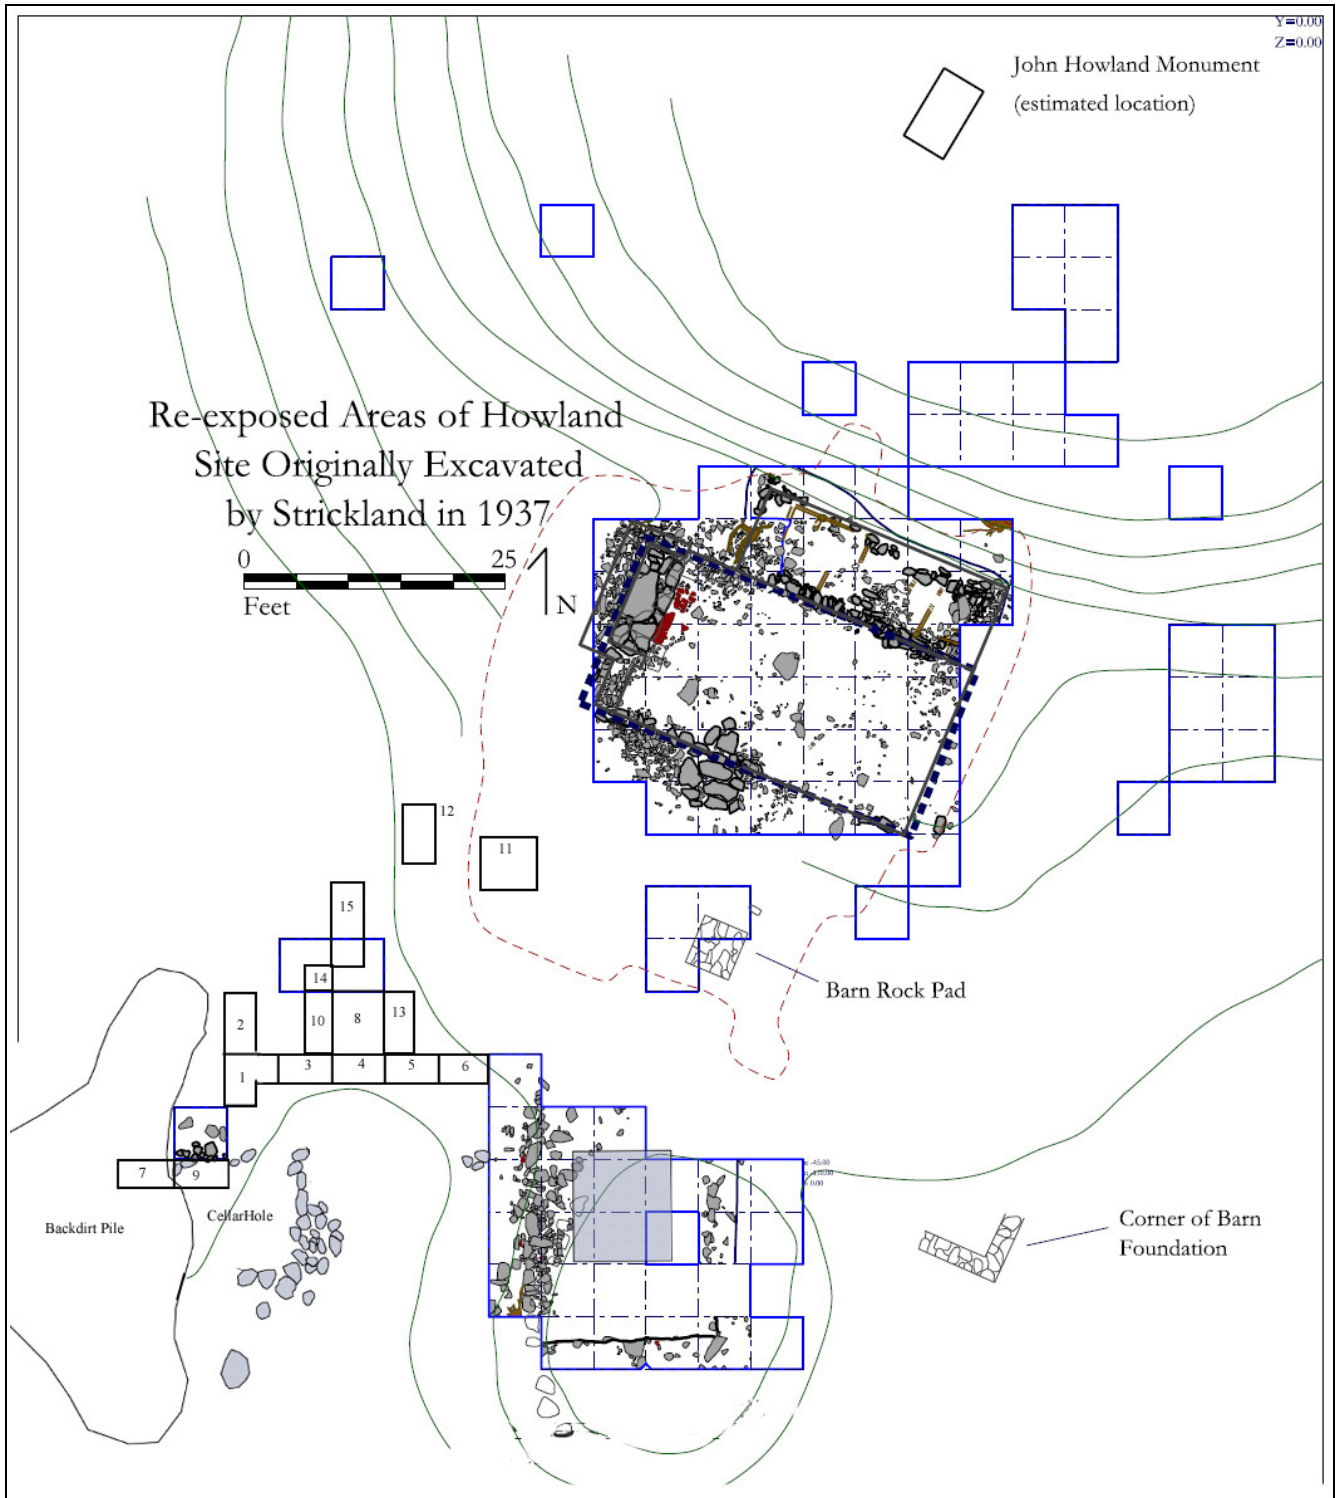 Y=0.00
Z=0.00
John Howland Monument
(estimated location)
Re-exposed Areas of Howland
Site Originally Excavated
by Strickland in 1937
0 25
Feet
N
12
11
15
14
2
10 8 13
3 4 5 6
1
7 9
Barn Rock Pad
Backdirt Pile
CellarHole
0.00
Corner of Barn
Foundation